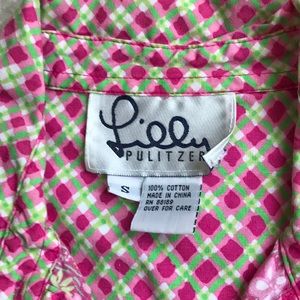 Lilly
PULITZER
S
100% COTTON
MADE IN CHINA
RN 88189
OVER FOR CARE